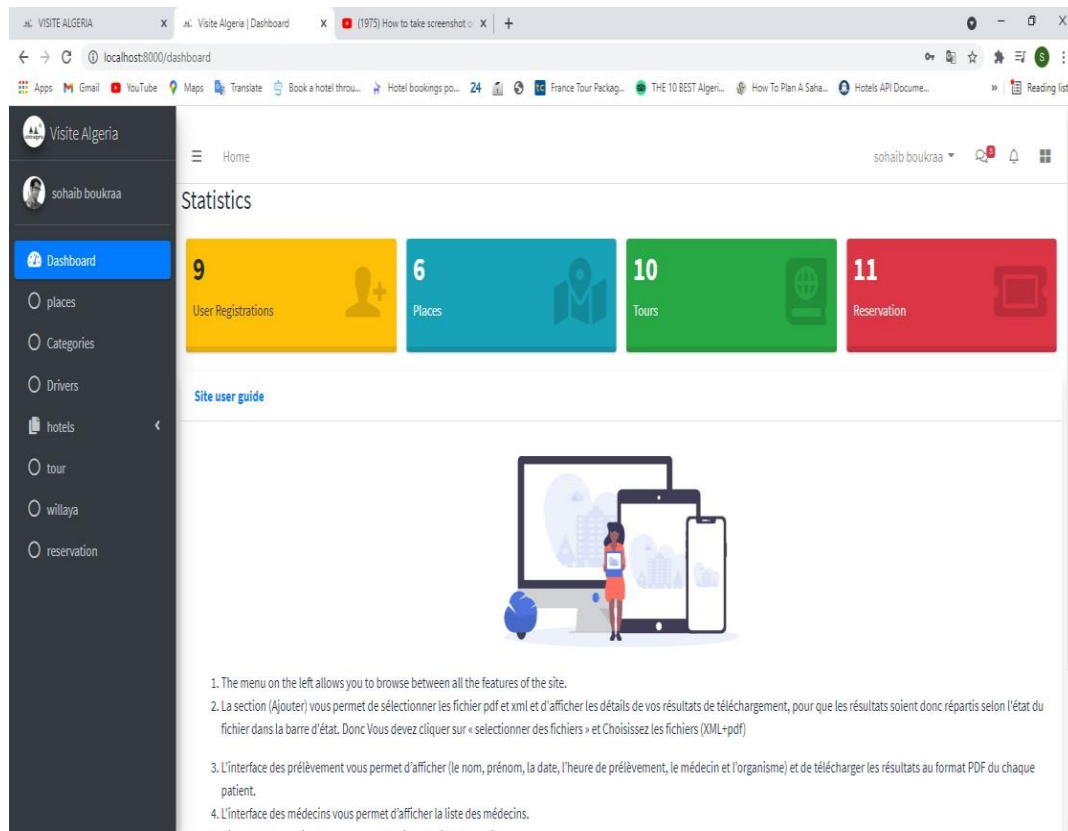 VISITE ALGERIA
Visite Algeria | Dashboard
(1975) How to take screenshot
localhost:8000/dashboard
Apps Gmail YouTube Maps Translate Book a hotel throu... Hotel bookings po... 24 France Tour Packag... THE 10 BEST Algeri... How To Plan A Saha... Hotels API Docume... » Reading list
Visite Algeria
Home
sohaib boukraa
sohaib boukraa
Statistics
Dashboard
places
Categories
Drivers
hotels
tour
willaya
reservation
9
User Registrations
6
Places
10
Tours
11
Reservation
Site user guide
1. The menu on the left allows you to browse between all the features of the site.
2. La section (Ajouter) vous permet de sélectionner les fichier pdf et xml et d'afficher les détails de vos résultats de téléchargement, pour que les résultats soient donc répartis selon l'état du
fichier dans la barre d'état. Donc Vous devez cliquer sur « selectionner des fichiers » et Choisissez les fichiers (XML+pdf)
3. L'interface des prélèvement vous permet d'afficher (le nom, prénom, la date, l'heure de prélèvement, le médecin et l'organisme) et de télécharger les résultats au format PDF du chaque
patient.
4. L'interface des médecins vous permet d'afficher la liste des médecins.